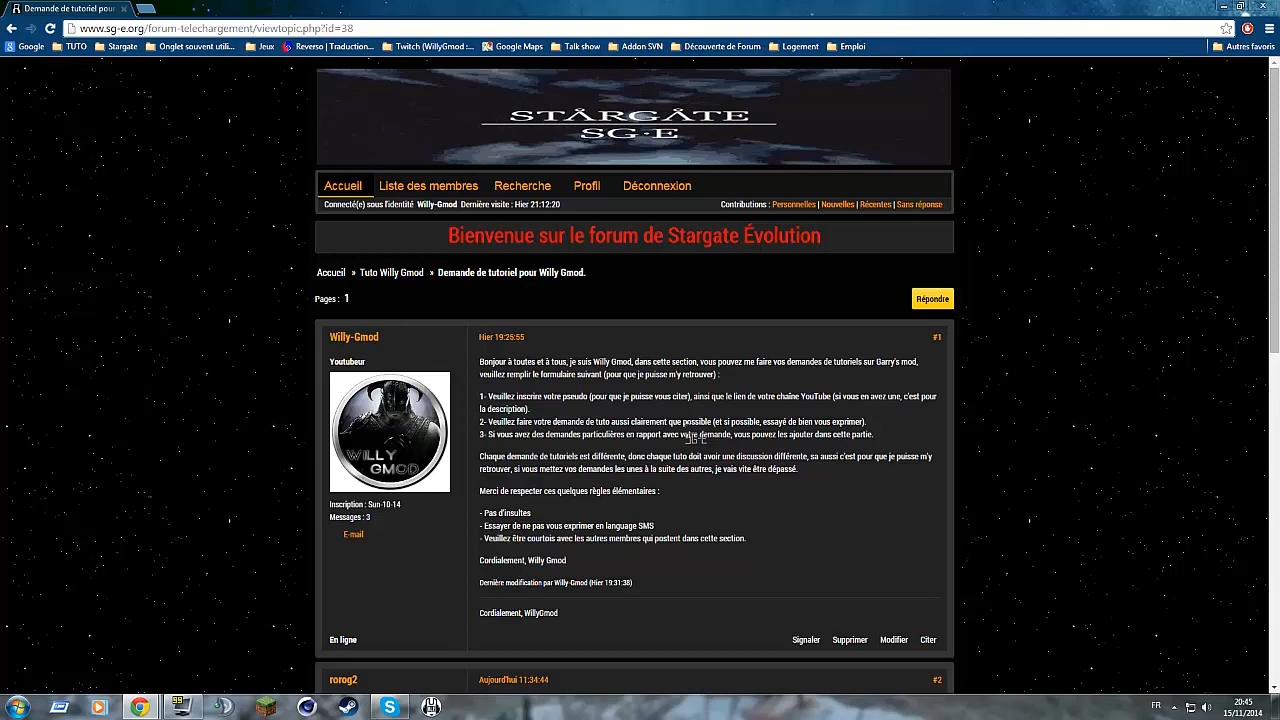 Demande de tutoriel pour
www.sg-e.org/forum-telechargement/viewtopic.php?id=38
Google TUTO Stargate Onglet souvent utili... Jeux Reverso | Traduction... Twitch (WillyGmod :... Google Maps Talk show Addon SVN Découverte de Forum Logement Emploi Autres favoris
STARGATE
SG·E
Accueil Liste des membres Recherche Profil Déconnexion
Connecté(e) sous l'identité Willy-Gmod Dernière visite : Hier 21:12:20 Contributions : Personnelles | Nouvelles | Récentes | Sans réponse
Bienvenue sur le forum de Stargate Évolution
Accueil » Tuto Willy Gmod » Demande de tutoriel pour Willy Gmod.
Pages : 1 Répondre
Willy-Gmod Hier 19:25:55 #1
Youtubeur
WILLY
GMOD
Inscription : Sun-10-14
Messages : 3
E-mail
En ligne
Bonjour à toutes et à tous, je suis Willy Gmod, dans cette section, vous pouvez me faire vos demandes de tutoriels sur Garry's mod,
veuillez remplir le formulaire suivant (pour que je puisse m'y retrouver) :
1- Veuillez inscrire votre pseudo (pour que je puisse vous citer), ainsi que le lien de votre chaîne YouTube (si vous en avez une, c'est pour
la description).
2- Veuillez faire votre demande de tuto aussi clairement que possible (et si possible, essayé de bien vous exprimer).
3- Si vous avez des demandes particulières en rapport avec votre demande, vous pouvez les ajouter dans cette partie.
Chaque demande de tutoriels est différente, donc chaque tuto doit avoir une discussion différente, sa aussi c'est pour que je puisse m'y
retrouver, si vous mettez vos demandes les unes à la suite des autres, je vais vite être dépassé.
Merci de respecter ces quelques règles élémentaires :
- Pas d'insultes
- Essayer de ne pas vous exprimer en language SMS
- Veuillez être courtois avec les autres membres qui postent dans cette section.
Cordialement, Willy Gmod
Dernière modification par Willy-Gmod (Hier 19:31:38)
Cordialement, WillyGmod
Signaler Supprimer Modifier Citer
rorog2 Aujourd'hui 11:34:44 #2
FR 20:45
15/11/2014